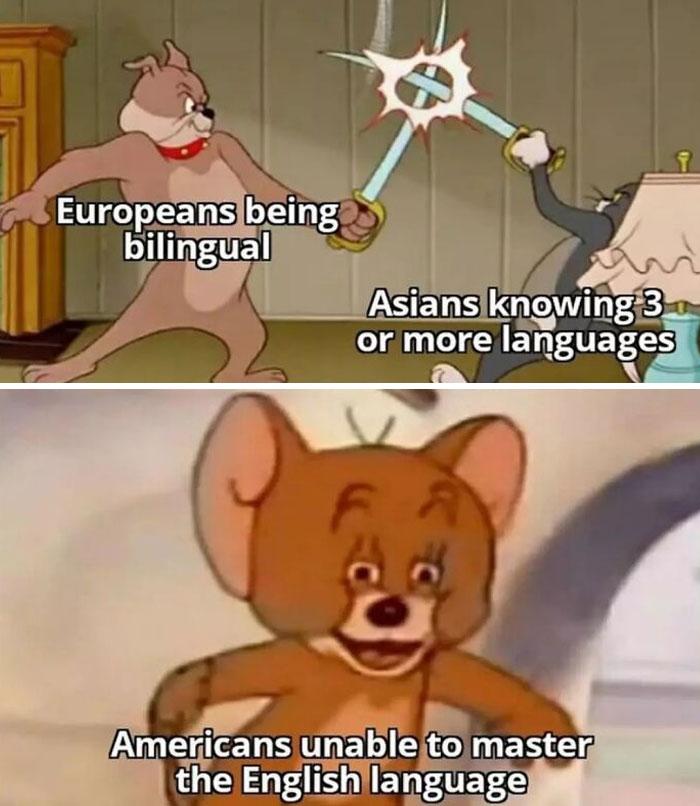 Europeans being
bilingual
Asians knowing 3
or more languages
Americans unable to master
the English language